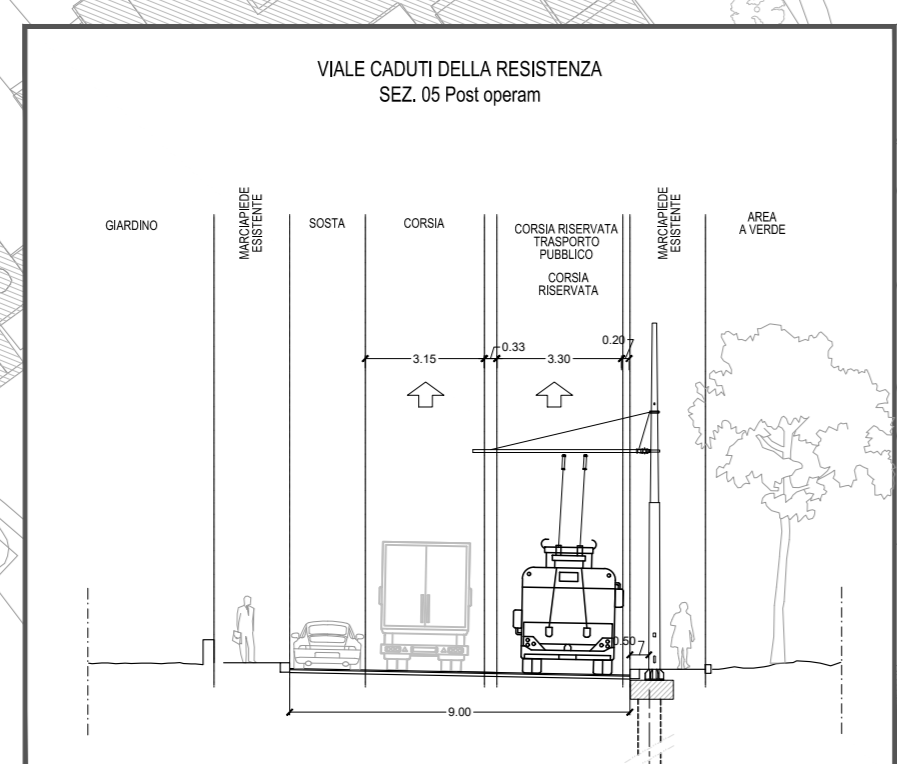 VIALE CADUTI DELLA RESISTENZA
SEZ. 05 Post operam
GIARDINO
MARCIAPIEDE
ESISTENTE
SOSTA
CORSIA
CORSIA RISERVATA
TRASPORTO
PUBBLICO
CORSIA
RISERVATA
MARCIAPIEDE
ESISTENTE
AREA
A VERDE
3.15
0.33
3.30
0.20
0.50
9.00